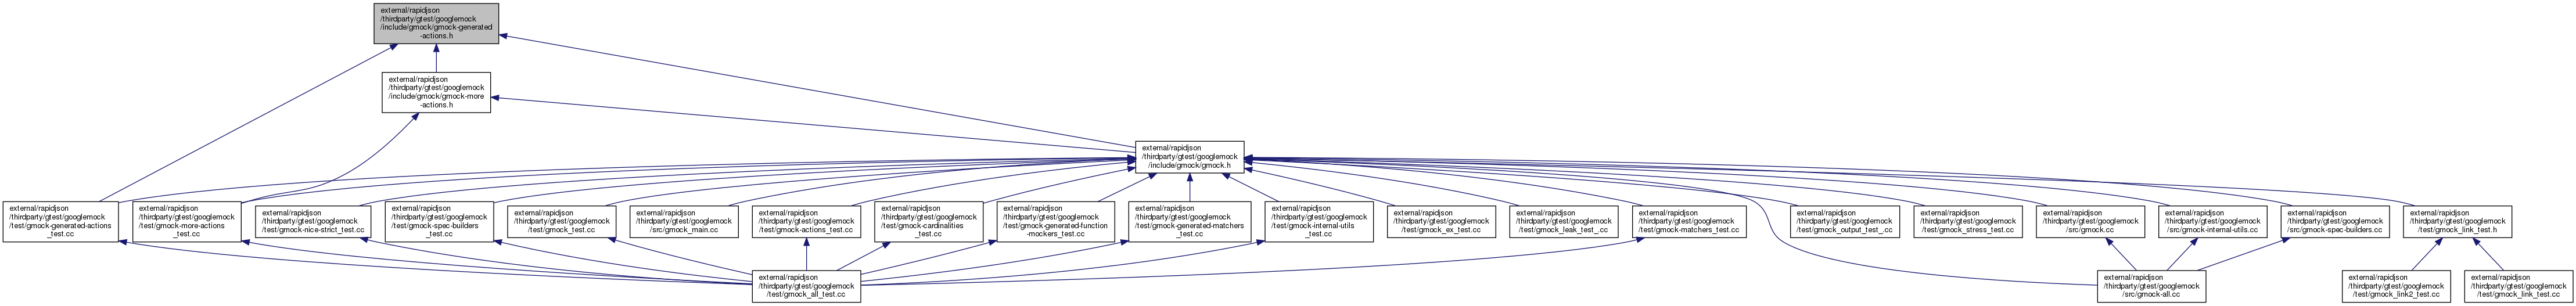 external/rapidjson
/thirdparty/gtest/googlemock
/include/gmock/gmock-generated
-actions.h
external/rapidjson
/thirdparty/gtest/googlemock
/include/gmock/gmock-more
-actions.h
external/rapidjson
/thirdparty/gtest/googlemock
/include/gmock/gmock.h
external/rapidjson
/thirdparty/gtest/googlemock
/test/gmock-generated-actions
_test.cc
external/rapidjson
/thirdparty/gtest/googlemock
/test/gmock-more-actions
_test.cc
external/rapidjson
/thirdparty/gtest/googlemock
/test/gmock-nice-strict_test.cc
external/rapidjson
/thirdparty/gtest/googlemock
/test/gmock-spec-builders
_test.cc
external/rapidjson
/thirdparty/gtest/googlemock
/test/gmock_test.cc
external/rapidjson
/thirdparty/gtest/googlemock
/src/gmock_main.cc
external/rapidjson
/thirdparty/gtest/googlemock
/test/gmock-actions_test.cc
external/rapidjson
/thirdparty/gtest/googlemock
/test/gmock-cardinalities
_test.cc
external/rapidjson
/thirdparty/gtest/googlemock
/test/gmock-generated-function
-mockers_test.cc
external/rapidjson
/thirdparty/gtest/googlemock
/test/gmock-generated-matchers
_test.cc
external/rapidjson
/thirdparty/gtest/googlemock
/test/gmock-internal-utils
_test.cc
external/rapidjson
/thirdparty/gtest/googlemock
/test/gmock_ex_test.cc
external/rapidjson
/thirdparty/gtest/googlemock
/test/gmock_leak_test_.cc
external/rapidjson
/thirdparty/gtest/googlemock
/test/gmock-matchers_test.cc
external/rapidjson
/thirdparty/gtest/googlemock
/test/gmock_output_test_.cc
external/rapidjson
/thirdparty/gtest/googlemock
/test/gmock_stress_test.cc
external/rapidjson
/thirdparty/gtest/googlemock
/src/gmock.cc
external/rapidjson
/thirdparty/gtest/googlemock
/src/gmock-internal-utils.cc
external/rapidjson
/thirdparty/gtest/googlemock
/src/gmock-spec-builders.cc
external/rapidjson
/thirdparty/gtest/googlemock
/test/gmock_link_test.h
external/rapidjson
/thirdparty/gtest/googlemock
/test/gmock_all_test.cc
external/rapidjson
/thirdparty/gtest/googlemock
/src/gmock-all.cc
external/rapidjson
/thirdparty/gtest/googlemock
/test/gmock_link2_test.cc
external/rapidjson
/thirdparty/gtest/googlemock
/test/gmock_link_test.cc